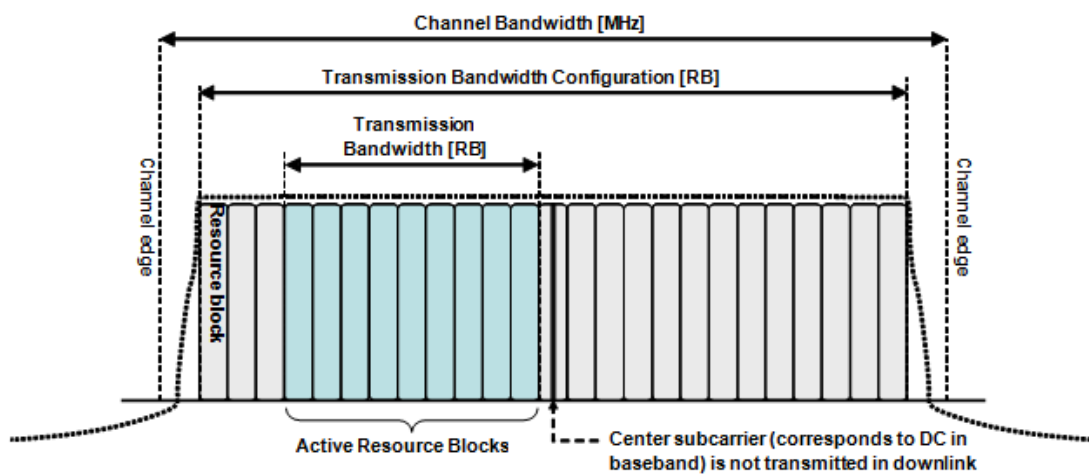 Channel Bandwidth [MHz]
Transmission Bandwidth Configuration [RB]
Transmission
Bandwidth [RB]
Channel edge
Resource block
Channel edge
Active Resource Blocks
Center subcarrier (corresponds to DC in
baseband) is not transmitted in downlink